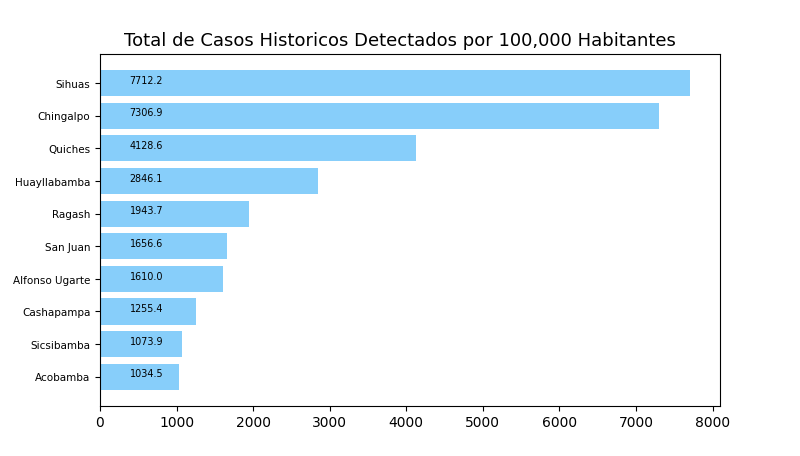 Total de Casos Historicos Detectados por 100,000 Habitantes
Sihuas 7712.2
Chingalpo 7306.9
Quiches 4128.6
Huayllabamba 2846.1
Ragash 1943.7
San Juan 1656.6
Alfonso Ugarte 1610.0
Cashapampa 1255.4
Sicsibamba 1073.9
Acobamba 1034.5
0 1000 2000 3000 4000 5000 6000 7000 8000